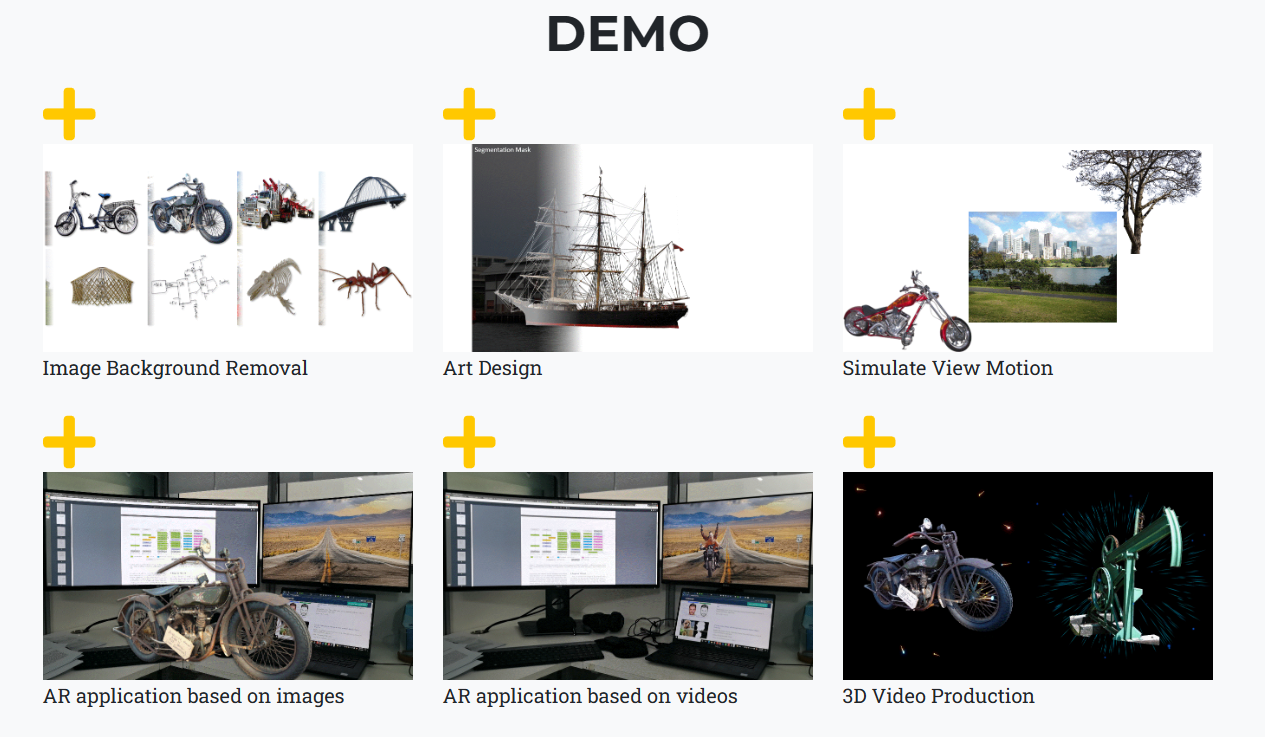 DEMO
Segmentation Mask
Image Background Removal
Art Design
Simulate View Motion
AR application based on images
AR application based on videos
3D Video Production